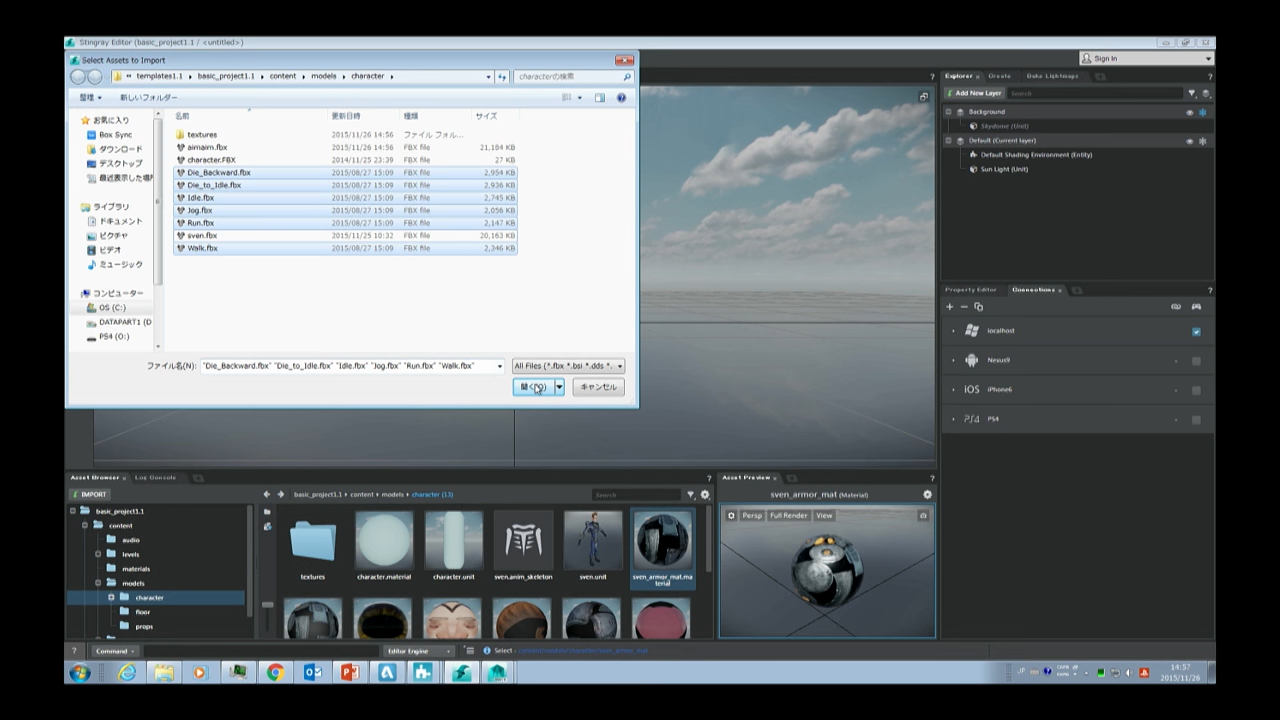 Stingray Editor (basic_project1.1 / <untitled>)
Select Assets to Import
templates1.1 basic_project1.1 content models character
characterの検索
整理 新しいフォルダー
お気に入り
Box Sync
ダウンロード
デスクトップ
最近表示した場所
ライブラリ
ドキュメント
ピクチャ
ビデオ
ミュージック
コンピューター
OS (C:)
DATAPART1 (D
PS4 (O:)
名前 更新日時 種類 サイズ
textures 2015/11/26 14:56 ファイル フォル...
aimaim.fbx 2015/11/26 14:56 FBX file 21,184 KB
character.FBX 2014/11/25 23:39 FBX file 27 KB
Die_Backward.fbx 2015/08/27 15:09 FBX file 2,954 KB
Die_to_Idle.fbx 2015/08/27 15:09 FBX file 2,936 KB
Idle.fbx 2015/08/27 15:09 FBX file 2,745 KB
Jog.fbx 2015/08/27 15:09 FBX file 2,056 KB
Run.fbx 2015/08/27 15:09 FBX file 2,147 KB
sven.fbx 2015/11/25 10:32 FBX file 20,163 KB
Walk.fbx 2015/08/27 15:09 FBX file 2,346 KB
ファイル名(N): "Die_Backward.fbx" "Die_to_Idle.fbx" "Idle.fbx" "Jog.fbx" "Run.fbx" "Walk.fbx"
All Files (*.fbx *.bsi *.dds *.
開く(O) キャンセル
Sign In
Explorer Create Bake Lightmaps ?
Add New Layer Search
Background
Skydome (Unit)
Default (Current layer)
Default Shading Environment (Entity)
Sun Light (Unit)
Property Editor Connections ?
localhost
Nexus9
iOS iPhone6
PS4
Asset Browser Log Console ?
IMPORT
basic_project1.1 content models character (13)
Search
basic_project1.1
content
audio
levels
materials
models
character
floor
props
textures
character.material
character.unit
sven.anim_skeleton
sven.unit
sven_armor_mat.material
Asset Preview ?
sven_armor_mat (Material)
Persp Full Render View
? Command Editor Engine
Select : content/models/character/sven_armor_mat
JP
14:57
2015/11/26